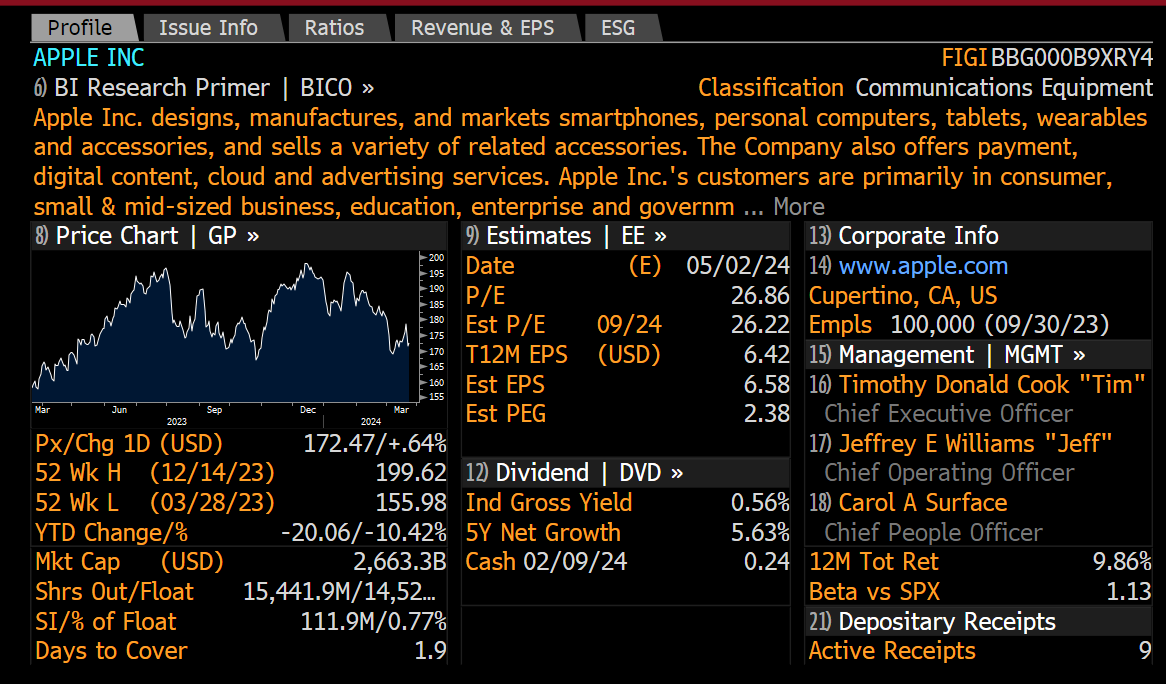 Profile
Issue Info
Ratios
Revenue & EPS
ESG
APPLE INC
FIGI BBG000B9XRY4
6) BI Research Primer | BICO »
Classification Communications Equipment
Apple Inc. designs, manufactures, and markets smartphones, personal computers, tablets, wearables
and accessories, and sells a variety of related accessories. The Company also offers payment,
digital content, cloud and advertising services. Apple Inc.'s customers are primarily in consumer,
small & mid-sized business, education, enterprise and governm ... More
8) Price Chart | GP »
200
195
190
185
180
175
170
165
160
155
Mar Jun Sep Dec Mar
2023 2024
Px/Chg 1D (USD) 172.47/+.64%
52 Wk H (12/14/23) 199.62
52 Wk L (03/28/23) 155.98
YTD Change/% -20.06/-10.42%
Mkt Cap (USD) 2,663.3B
Shrs Out/Float 15,441.9M/14,52...
SI/% of Float 111.9M/0.77%
Days to Cover 1.9
9) Estimates | EE »
Date (E) 05/02/24
P/E 26.86
Est P/E 09/24 26.22
T12M EPS (USD) 6.42
Est EPS 6.58
Est PEG 2.38
12) Dividend | DVD »
Ind Gross Yield 0.56%
5Y Net Growth 5.63%
Cash 02/09/24 0.24
13) Corporate Info
14) www.apple.com
Cupertino, CA, US
Empls 100,000 (09/30/23)
15) Management | MGMT »
16) Timothy Donald Cook "Tim"
Chief Executive Officer
17) Jeffrey E Williams "Jeff"
Chief Operating Officer
18) Carol A Surface
Chief People Officer
12M Tot Ret 9.86%
Beta vs SPX 1.13
21) Depositary Receipts
Active Receipts 9